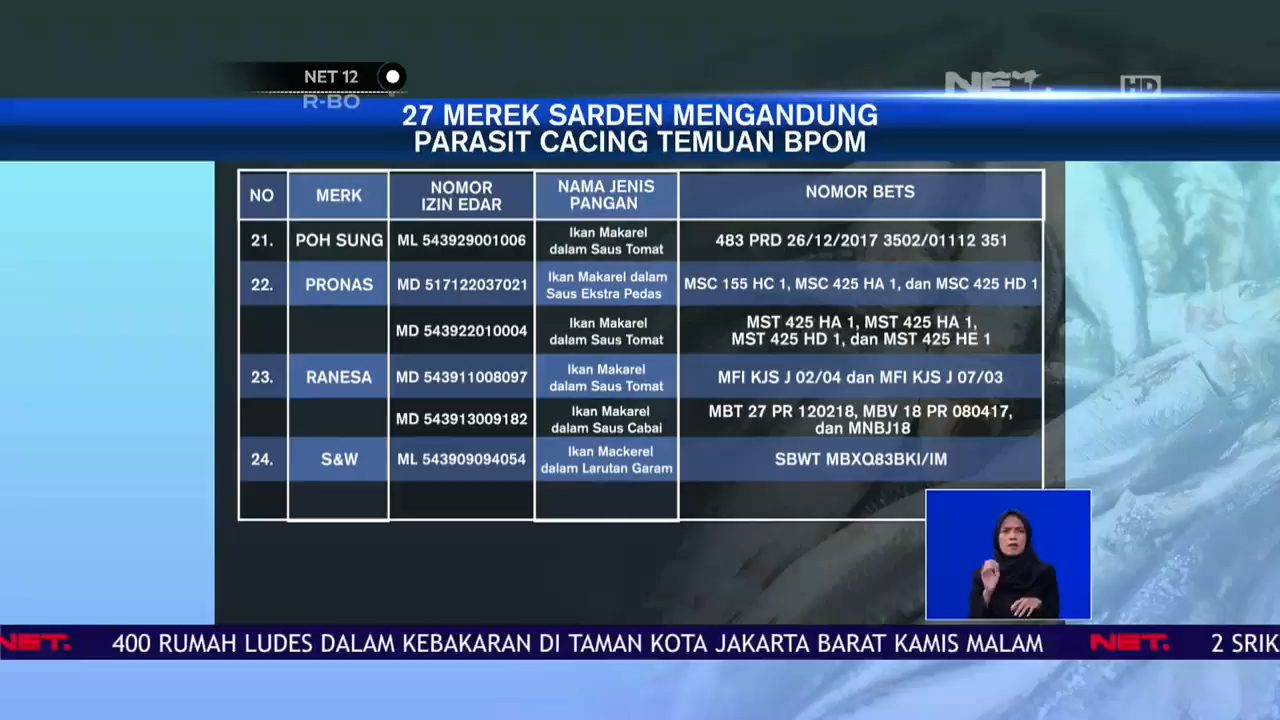 NET 12
R-BO
NET.
HD
27 MEREK SARDEN MENGANDUNG
PARASIT CACING TEMUAN BPOM
NO MERK NOMOR IZIN EDAR NAMA JENIS PANGAN NOMOR BETS
21. POH SUNG ML 543929001006 Ikan Makarel dalam Saus Tomat 483 PRD 26/12/2017 3502/01112 351
22. PRONAS MD 517122037021 Ikan Makarel dalam Saus Ekstra Pedas MSC 155 HC 1, MSC 425 HA 1, dan MSC 425 HD 1
MD 543922010004 Ikan Makarel dalam Saus Tomat MST 425 HA 1, MST 425 HA 1, MST 425 HD 1, dan MST 425 HE 1
23. RANESA MD 543911008097 Ikan Makarel dalam Saus Tomat MFI KJS J 02/04 dan MFI KJS J 07/03
MD 543913009182 Ikan Makarel dalam Saus Cabai MBT 27 PR 120218, MBV 18 PR 080417, dan MNBJ18
24. S&W ML 543909094054 Ikan Mackerel dalam Larutan Garam SBWT MBXQ83BKI/IM
NET. 400 RUMAH LUDES DALAM KEBAKARAN DI TAMAN KOTA JAKARTA BARAT KAMIS MALAM NET. 2 SRIK